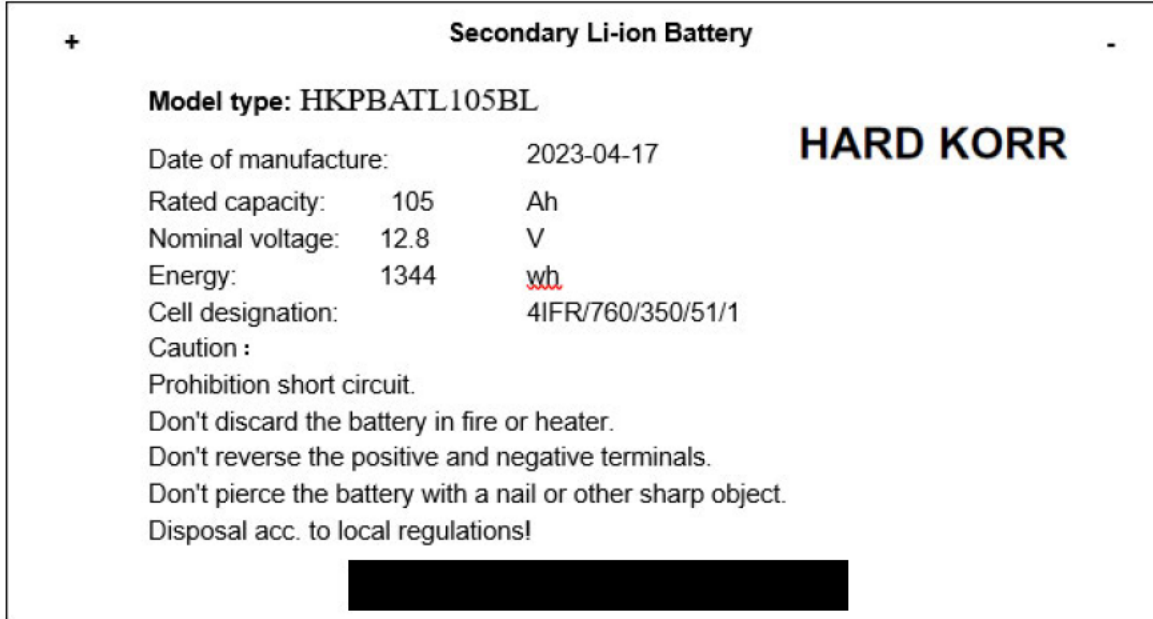 + Secondary Li-ion Battery -
Model type: HKPBATL105BL
HARD KORR
Date of manufacture: 2023-04-17
Rated capacity: 105 Ah
Nominal voltage: 12.8 V
Energy: 1344 wh
Cell designation: 4IFR/760/350/51/1
Caution：
Prohibition short circuit.
Don't discard the battery in fire or heater.
Don't reverse the positive and negative terminals.
Don't pierce the battery with a nail or other sharp object.
Disposal acc. to local regulations!